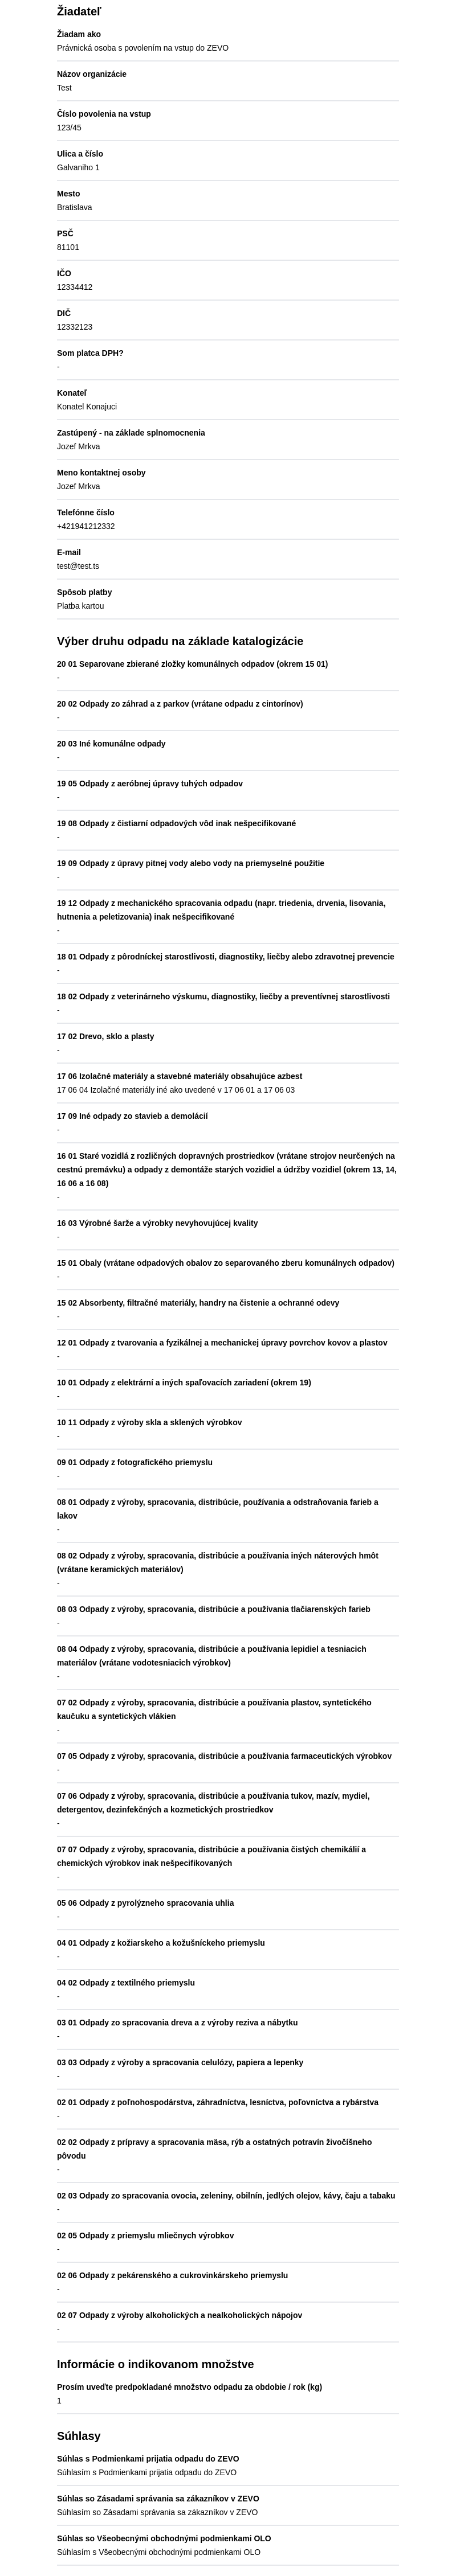 Žiadateľ
Žiadam ako
Právnická osoba s povolením na vstup do ZEVO
Názov organizácie
Test
Číslo povolenia na vstup
123/45
Ulica a číslo
Galvaniho 1
Mesto
Bratislava
PSČ
81101
IČO
12334412
DIČ
12332123
Som platca DPH?
-
Konateľ
Konatel Konajuci
Zastúpený - na základe splnomocnenia
Jozef Mrkva
Meno kontaktnej osoby
Jozef Mrkva
Telefónne číslo
+421941212332
E-mail
test@test.ts
Spôsob platby
Platba kartou
Výber druhu odpadu na základe katalogizácie
20 01 Separovane zbierané zložky komunálnych odpadov (okrem 15 01)
-
20 02 Odpady zo záhrad a z parkov (vrátane odpadu z cintorínov)
-
20 03 Iné komunálne odpady
-
19 05 Odpady z aeróbnej úpravy tuhých odpadov
-
19 08 Odpady z čistiarní odpadových vôd inak nešpecifikované
-
19 09 Odpady z úpravy pitnej vody alebo vody na priemyselné použitie
-
19 12 Odpady z mechanického spracovania odpadu (napr. triedenia, drvenia, lisovania,
hutnenia a peletizovania) inak nešpecifikované
-
18 01 Odpady z pôrodníckej starostlivosti, diagnostiky, liečby alebo zdravotnej prevencie
-
18 02 Odpady z veterinárneho výskumu, diagnostiky, liečby a preventívnej starostlivosti
-
17 02 Drevo, sklo a plasty
-
17 06 Izolačné materiály a stavebné materiály obsahujúce azbest
17 06 04 Izolačné materiály iné ako uvedené v 17 06 01 a 17 06 03
17 09 Iné odpady zo stavieb a demolácií
-
16 01 Staré vozidlá z rozličných dopravných prostriedkov (vrátane strojov neurčených na
cestnú premávku) a odpady z demontáže starých vozidiel a údržby vozidiel (okrem 13, 14,
16 06 a 16 08)
-
16 03 Výrobné šarže a výrobky nevyhovujúcej kvality
-
15 01 Obaly (vrátane odpadových obalov zo separovaného zberu komunálnych odpadov)
-
15 02 Absorbenty, filtračné materiály, handry na čistenie a ochranné odevy
-
12 01 Odpady z tvarovania a fyzikálnej a mechanickej úpravy povrchov kovov a plastov
-
10 01 Odpady z elektrární a iných spaľovacích zariadení (okrem 19)
-
10 11 Odpady z výroby skla a sklených výrobkov
-
09 01 Odpady z fotografického priemyslu
-
08 01 Odpady z výroby, spracovania, distribúcie, používania a odstraňovania farieb a
lakov
-
08 02 Odpady z výroby, spracovania, distribúcie a používania iných náterových hmôt
(vrátane keramických materiálov)
-
08 03 Odpady z výroby, spracovania, distribúcie a používania tlačiarenských farieb
-
08 04 Odpady z výroby, spracovania, distribúcie a používania lepidiel a tesniacich
materiálov (vrátane vodotesniacich výrobkov)
-
07 02 Odpady z výroby, spracovania, distribúcie a používania plastov, syntetického
kaučuku a syntetických vlákien
-
07 05 Odpady z výroby, spracovania, distribúcie a používania farmaceutických výrobkov
-
07 06 Odpady z výroby, spracovania, distribúcie a používania tukov, mazív, mydiel,
detergentov, dezinfekčných a kozmetických prostriedkov
-
07 07 Odpady z výroby, spracovania, distribúcie a používania čistých chemikálií a
chemických výrobkov inak nešpecifikovaných
-
05 06 Odpady z pyrolýzneho spracovania uhlia
-
04 01 Odpady z kožiarskeho a kožušníckeho priemyslu
-
04 02 Odpady z textilného priemyslu
-
03 01 Odpady zo spracovania dreva a z výroby reziva a nábytku
-
03 03 Odpady z výroby a spracovania celulózy, papiera a lepenky
-
02 01 Odpady z poľnohospodárstva, záhradníctva, lesníctva, poľovníctva a rybárstva
-
02 02 Odpady z prípravy a spracovania mäsa, rýb a ostatných potravín živočíšneho
pôvodu
-
02 03 Odpady zo spracovania ovocia, zeleniny, obilnín, jedlých olejov, kávy, čaju a tabaku
-
02 05 Odpady z priemyslu mliečnych výrobkov
-
02 06 Odpady z pekárenského a cukrovinkárskeho priemyslu
-
02 07 Odpady z výroby alkoholických a nealkoholických nápojov
-
Informácie o indikovanom množstve
Prosím uveďte predpokladané množstvo odpadu za obdobie / rok (kg)
1
Súhlasy
Súhlas s Podmienkami prijatia odpadu do ZEVO
Súhlasím s Podmienkami prijatia odpadu do ZEVO
Súhlas so Zásadami správania sa zákazníkov v ZEVO
Súhlasím so Zásadami správania sa zákazníkov v ZEVO
Súhlas so Všeobecnými obchodnými podmienkami OLO
Súhlasím s Všeobecnými obchodnými podmienkami OLO